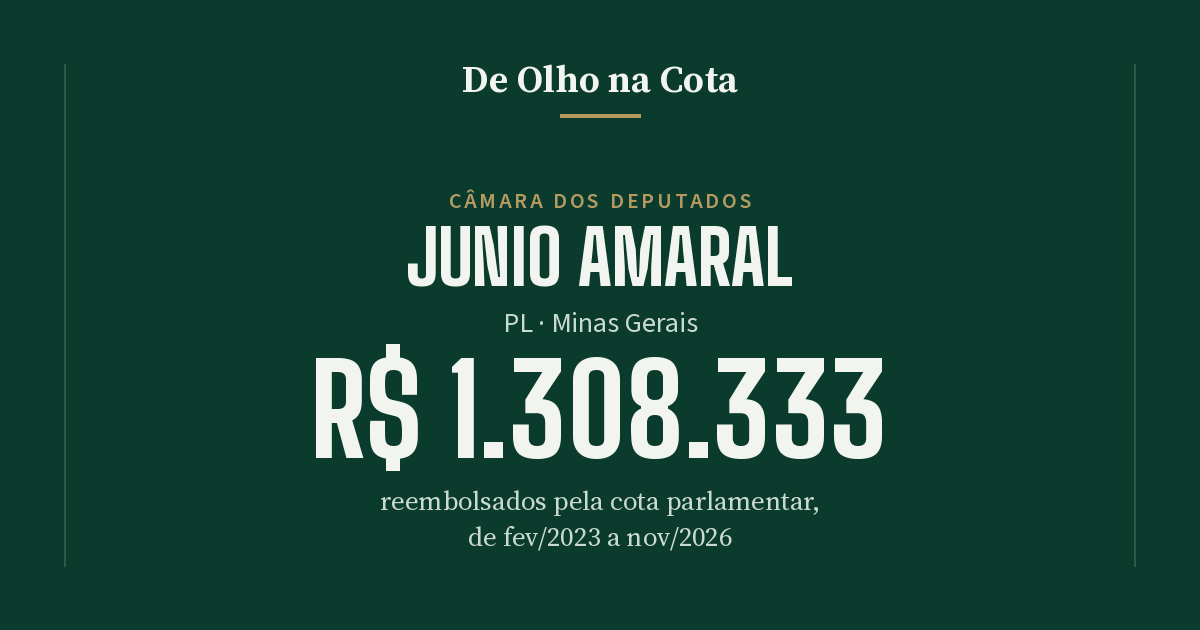 De Olho na Cota
CÂMARA DOS DEPUTADOS
JUNIO AMARAL
PL · Minas Gerais
R$ 1.308.333
reembolsados pela cota parlamentar,
de fev/2023 a nov/2026